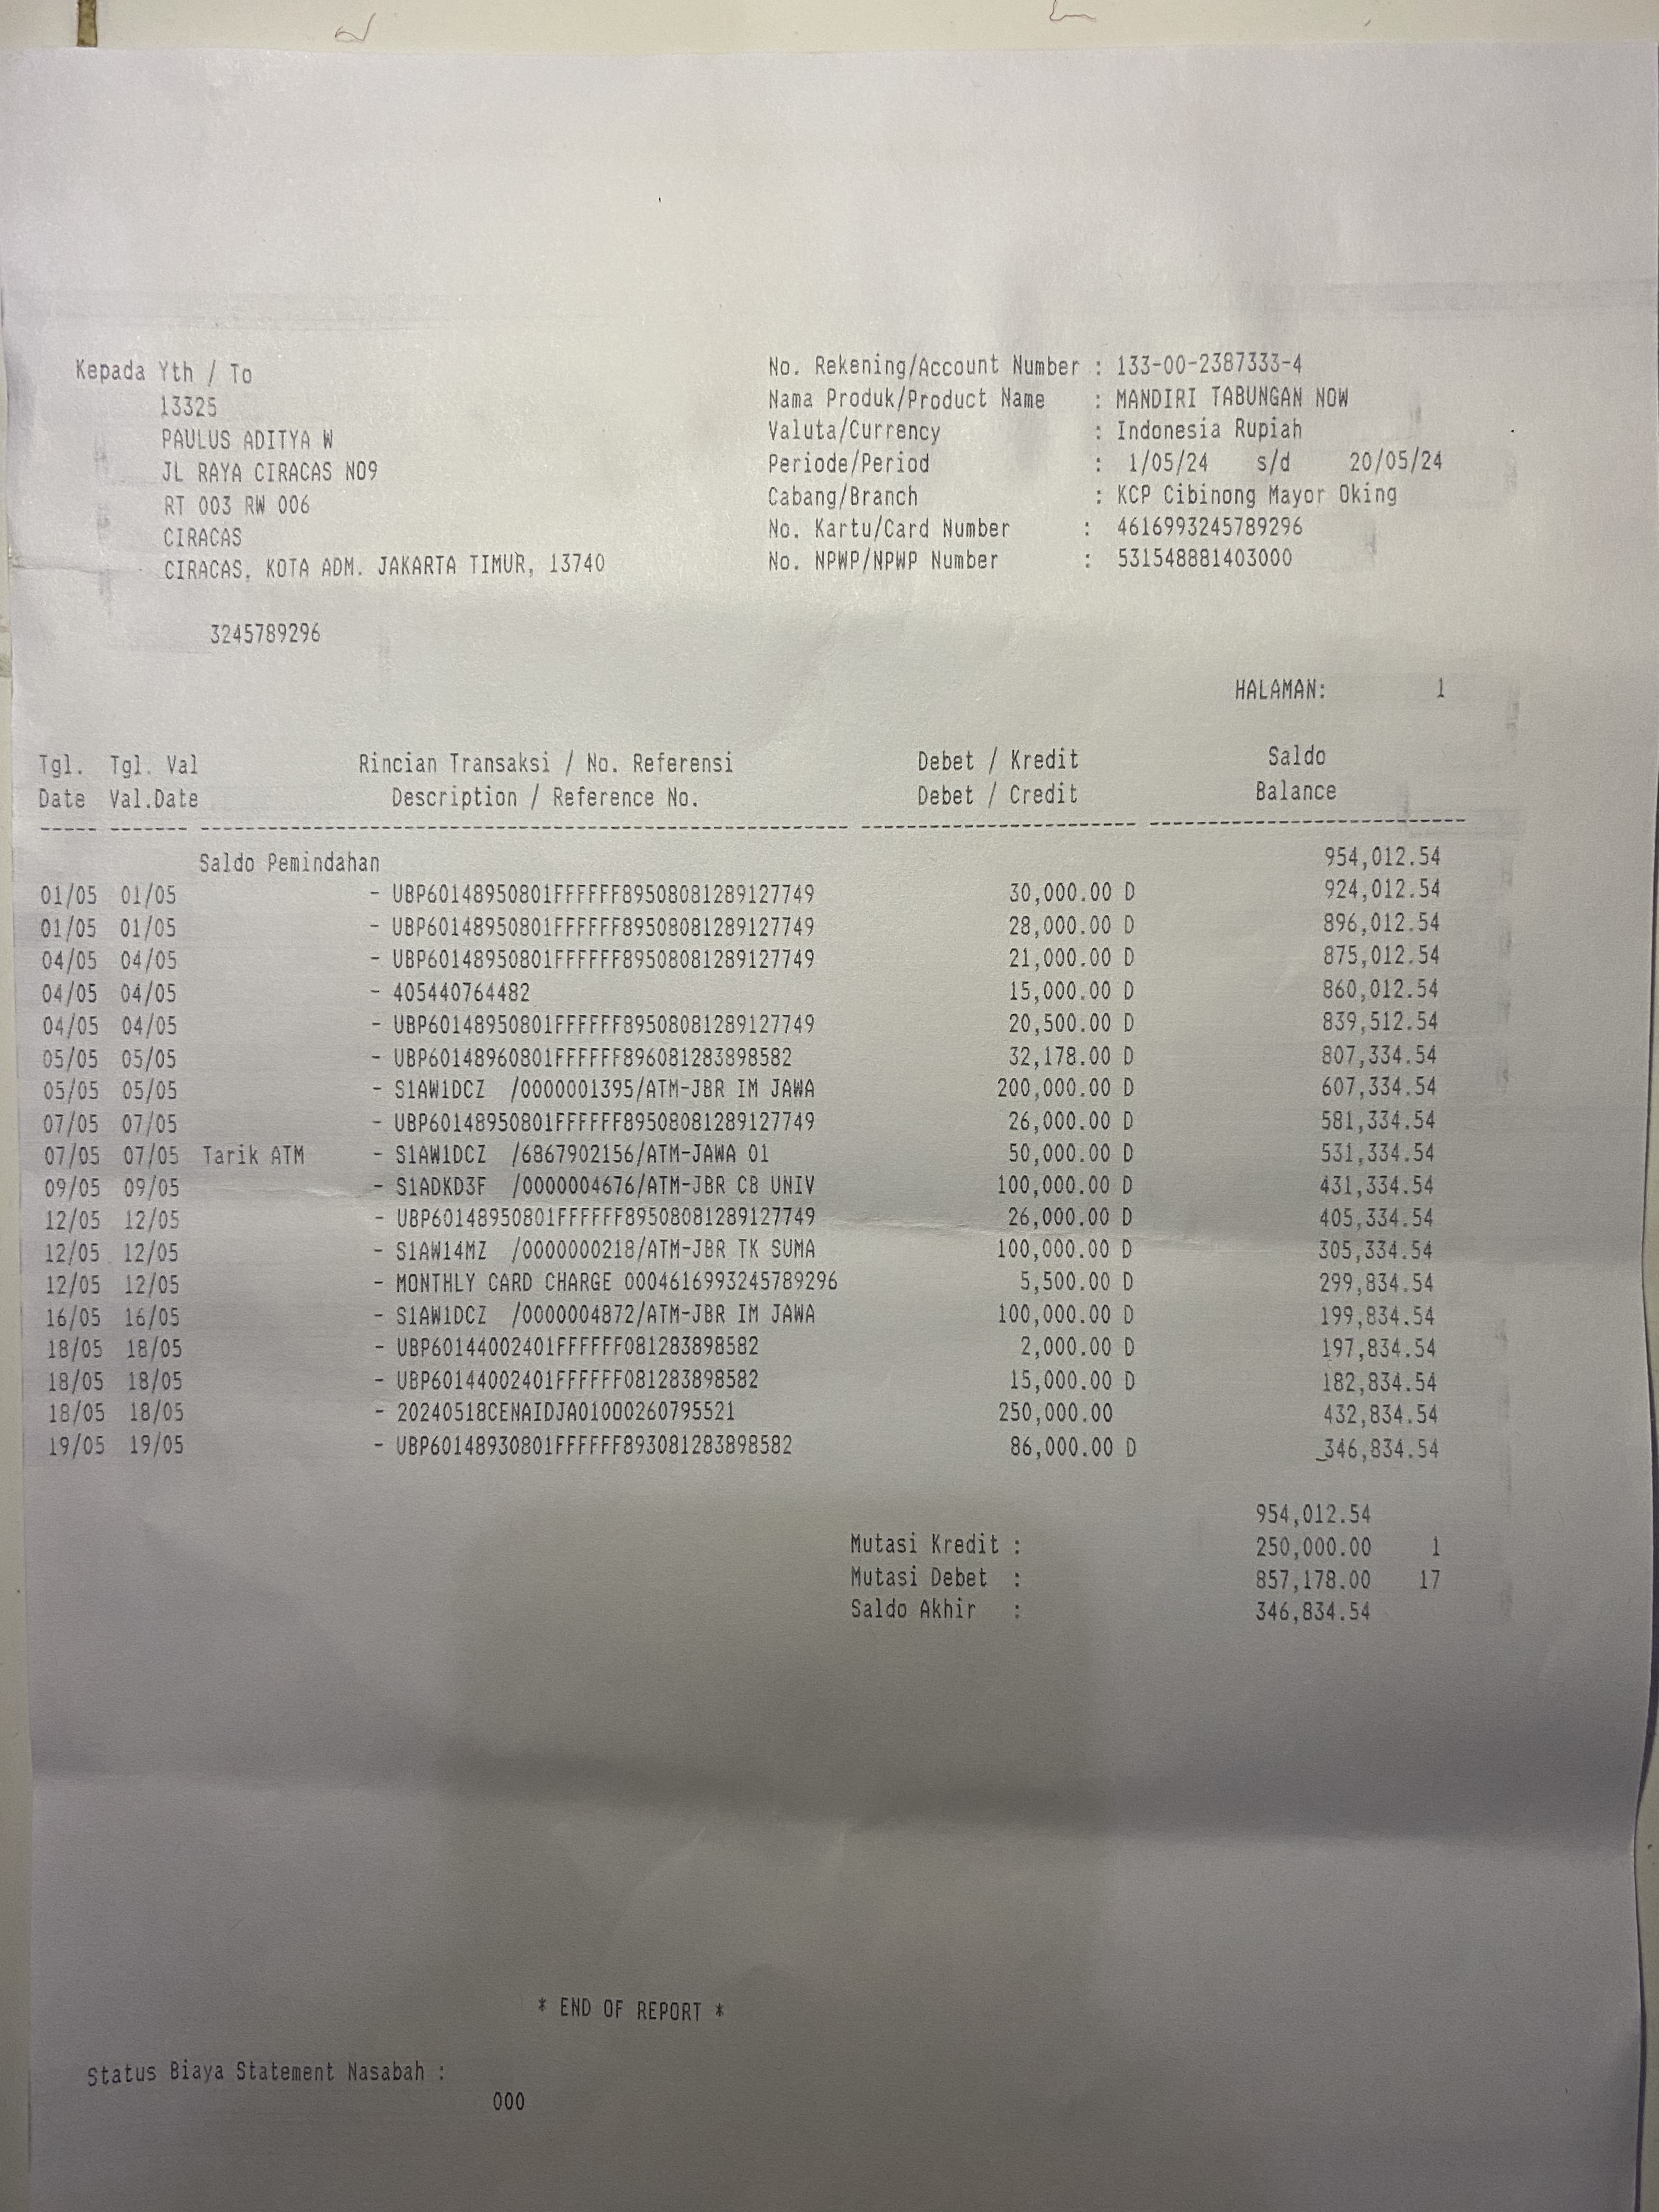 Kepada Yth / To
13325
PAULUS ADITYA W
JL RAYA CIRACAS NO9
RT 003 RW 006
CIRACAS
CIRACAS, KOTA ADM. JAKARTA TIMUR, 13740
3245789296
No. Rekening/Account Number : 133-00-2387333-4
Nama Produk/Product Name : MANDIRI TABUNGAN NOW
Valuta/Currency : Indonesia Rupiah
Periode/Period : 1/05/24 s/d 20/05/24
Cabang/Branch : KCP Cibinong Mayor Oking
No. Kartu/Card Number : 4616993245789296
No. NPWP/NPWP Number : 531548881403000
HALAMAN: 1
Tgl. Tgl. Val Rincian Transaksi / No. Referensi Debet / Kredit Saldo
Date Val.Date Description / Reference No. Debet / Credit Balance
Saldo Pemindahan 954,012.54
01/05 01/05 - UBP60148950801FFFFFF89508081289127749 30,000.00 D 924,012.54
01/05 01/05 - UBP60148950801FFFFFF89508081289127749 28,000.00 D 896,012.54
04/05 04/05 - UBP60148950801FFFFFF89508081289127749 21,000.00 D 875,012.54
04/05 04/05 - 405440764482 15,000.00 D 860,012.54
04/05 04/05 - UBP60148950801FFFFFF89508081289127749 20,500.00 D 839,512.54
05/05 05/05 - UBP60148960801FFFFFF896081283898582 32,178.00 D 807,334.54
05/05 05/05 - S1AW1DCZ /0000001395/ATM-JBR IM JAWA 200,000.00 D 607,334.54
07/05 07/05 - UBP60148950801FFFFFF89508081289127749 26,000.00 D 581,334.54
07/05 07/05 Tarik ATM - S1AW1DCZ /6867902156/ATM-JAWA 01 50,000.00 D 531,334.54
09/05 09/05 - S1ADKD3F /0000004676/ATM-JBR CB UNIV 100,000.00 D 431,334.54
12/05 12/05 - UBP60148950801FFFFFF89508081289127749 26,000.00 D 405,334.54
12/05 12/05 - S1AW14MZ /0000000218/ATM-JBR TK SUMA 100,000.00 D 305,334.54
12/05 12/05 - MONTHLY CARD CHARGE 0004616993245789296 5,500.00 D 299,834.54
16/05 16/05 - S1AW1DCZ /0000004872/ATM-JBR IM JAWA 100,000.00 D 199,834.54
18/05 18/05 - UBP60144002401FFFFFF081283898582 2,000.00 D 197,834.54
18/05 18/05 - UBP60144002401FFFFFF081283898582 15,000.00 D 182,834.54
18/05 18/05 - 20240518CENAIDJA010O0260795521 250,000.00 432,834.54
19/05 19/05 - UBP60148930801FFFFFF893081283898582 86,000.00 D 346,834.54
954,012.54
Mutasi Kredit : 250,000.00 1
Mutasi Debet : 857,178.00 17
Saldo Akhir : 346,834.54
* END OF REPORT *
Status Biaya Statement Nasabah :
000